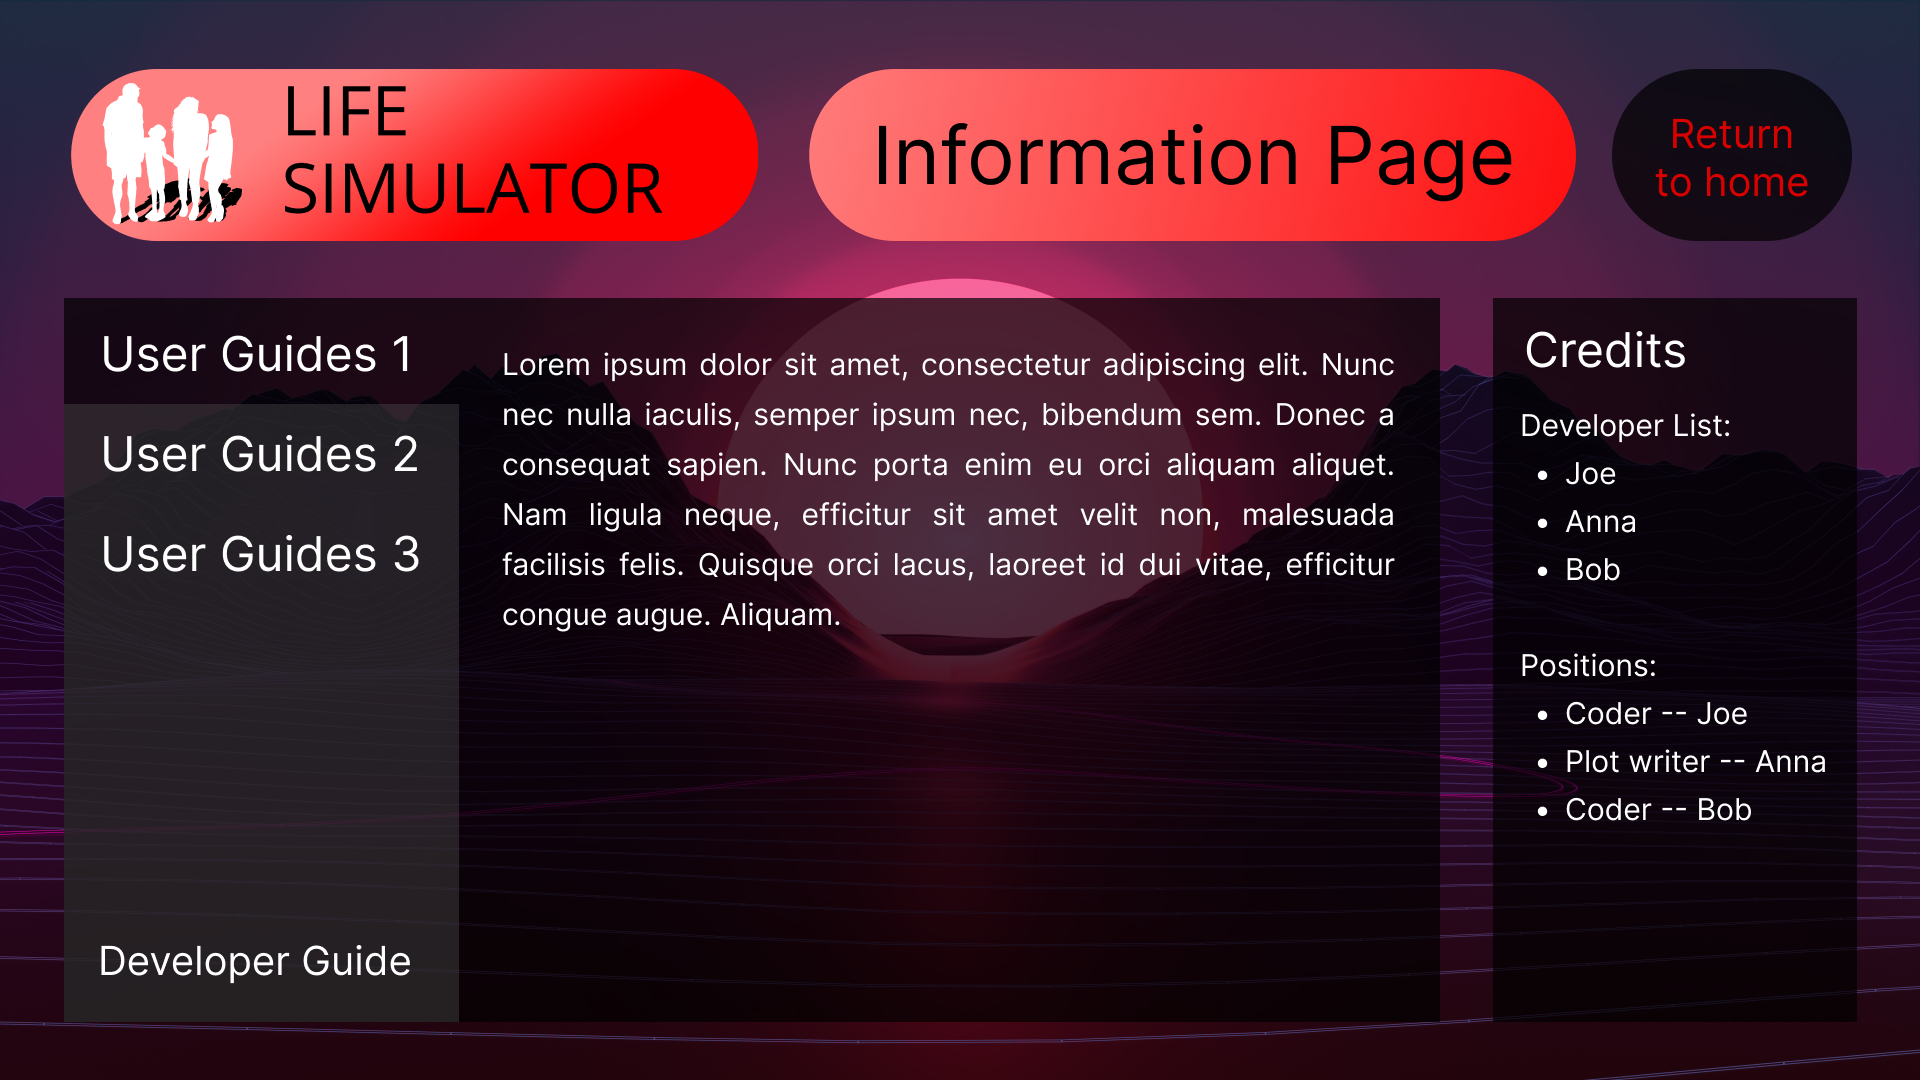 LIFE
SIMULATOR
Information Page
Return
to home
User Guides 1
User Guides 2
User Guides 3
Developer Guide
Lorem ipsum dolor sit amet, consectetur adipiscing elit. Nunc
nec nulla iaculis, semper ipsum nec, bibendum sem. Donec a
consequat sapien. Nunc porta enim eu orci aliquam aliquet.
Nam ligula neque, efficitur sit amet velit non, malesuada
facilisis felis. Quisque orci lacus, laoreet id dui vitae, efficitur
congue augue. Aliquam.
Credits
Developer List:
• Joe
• Anna
• Bob
Positions:
• Coder -- Joe
• Plot writer -- Anna
• Coder -- Bob